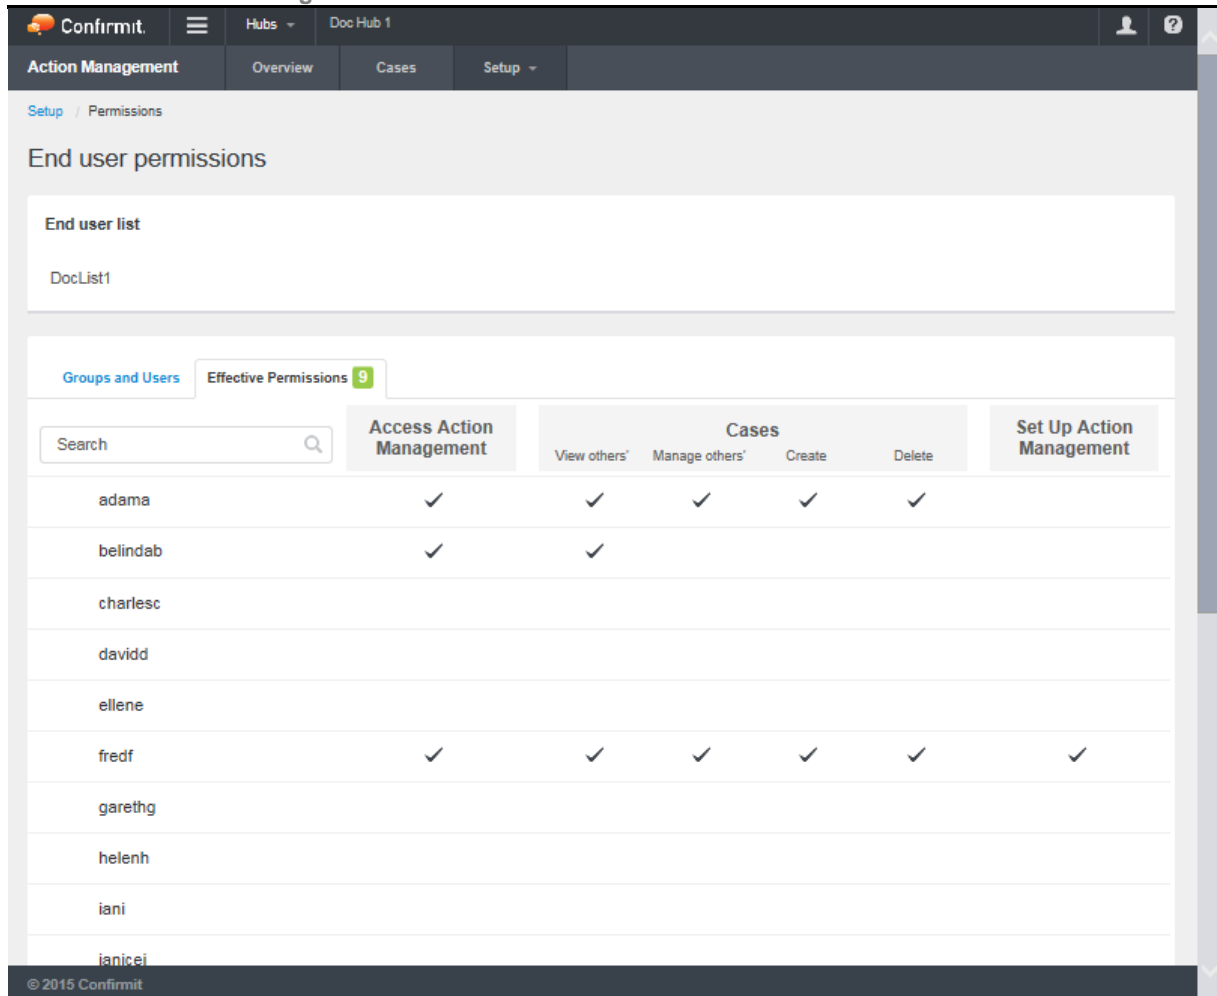 Confirmit. Hubs Doc Hub 1
Action Management Overview Cases Setup
Setup / Permissions
End user permissions
End user list
DocList1
Groups and Users Effective Permissions 9
Search
Access Action Management
Cases
View others' Manage others' Create Delete
Set Up Action Management
adama
belindab
charlesc
davidd
ellene
fredf
garethg
helenh
iani
janicej
© 2015 Confirmit